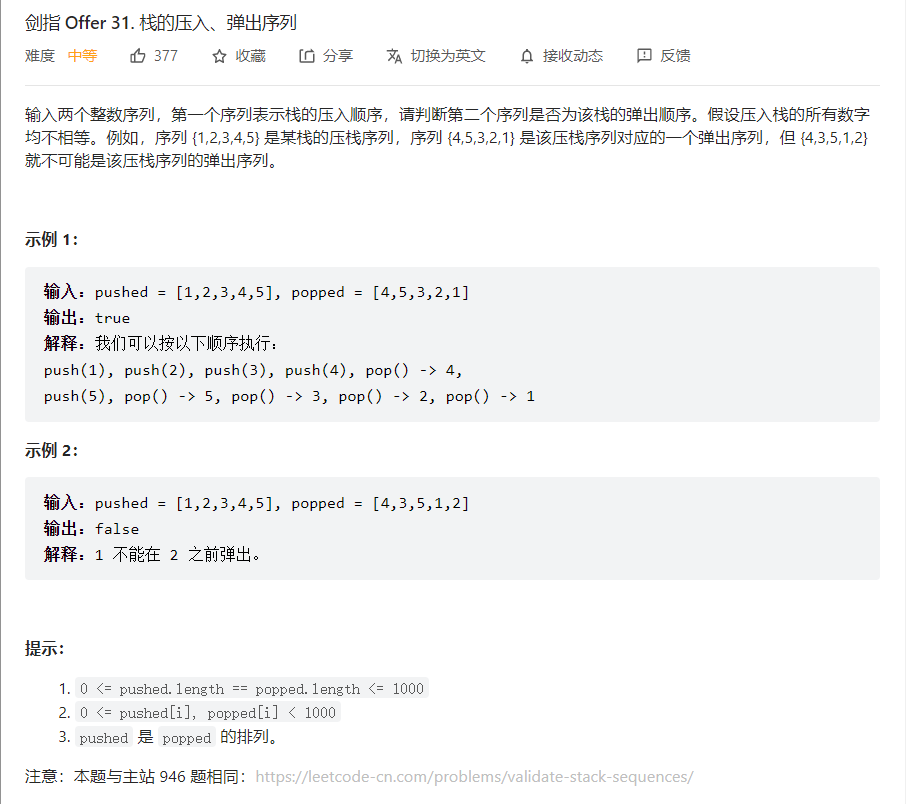 剑指 Offer 31. 栈的压入、弹出序列
难度 中等 377 收藏 分享 切换为英文 接收动态 反馈
输入两个整数序列，第一个序列表示栈的压入顺序，请判断第二个序列是否为该栈的弹出顺序。假设压入栈的所有数字
均不相等。例如，序列 {1,2,3,4,5} 是某栈的压栈序列，序列 {4,5,3,2,1} 是该压栈序列对应的一个弹出序列，但 {4,3,5,1,2}
就不可能是该压栈序列的弹出序列。
示例 1：
输入：pushed = [1,2,3,4,5], popped = [4,5,3,2,1]
输出：true
解释：我们可以按以下顺序执行：
push(1), push(2), push(3), push(4), pop() -> 4,
push(5), pop() -> 5, pop() -> 3, pop() -> 2, pop() -> 1
示例 2：
输入：pushed = [1,2,3,4,5], popped = [4,3,5,1,2]
输出：false
解释：1 不能在 2 之前弹出。
提示：
1. 0 <= pushed.length == popped.length <= 1000
2. 0 <= pushed[i], popped[i] < 1000
3. pushed 是 popped 的排列。
注意：本题与主站 946 题相同：https://leetcode-cn.com/problems/validate-stack-sequences/